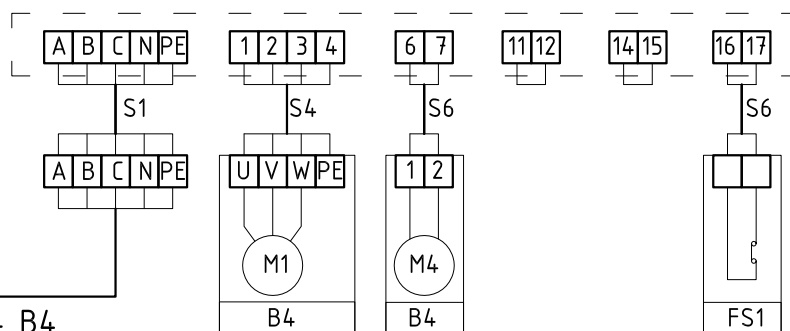 A B C N PE 1 2 3 4 6 7 11 12 14 15 16 17
S1 S4 S6 S6
A B C N PE U V W PE 1 2
M1 M4
B4 B4 B4 FS1